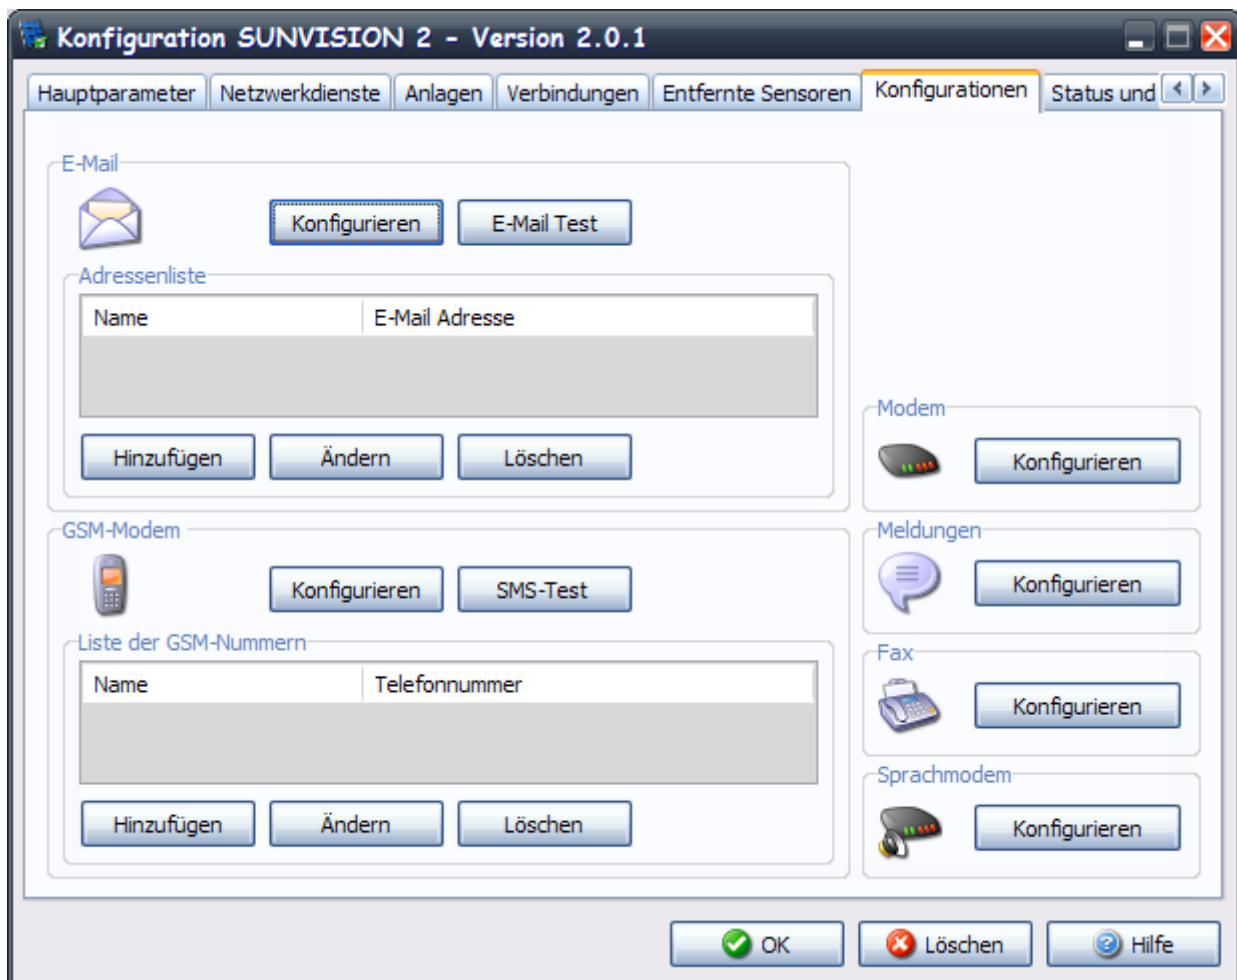 Konfiguration SUNVISION 2 - Version 2.0.1
Hauptparameter Netzwerkdienste Anlagen Verbindungen Entfernte Sensoren Konfigurationen Status und
E-Mail
Konfigurieren E-Mail Test
Adressenliste
Name E-Mail Adresse
Hinzufügen Ändern Löschen
GSM-Modem
Konfigurieren SMS-Test
Liste der GSM-Nummern
Name Telefonnummer
Hinzufügen Ändern Löschen
Modem
Konfigurieren
Meldungen
Konfigurieren
Fax
Konfigurieren
Sprachmodem
Konfigurieren
OK Löschen Hilfe